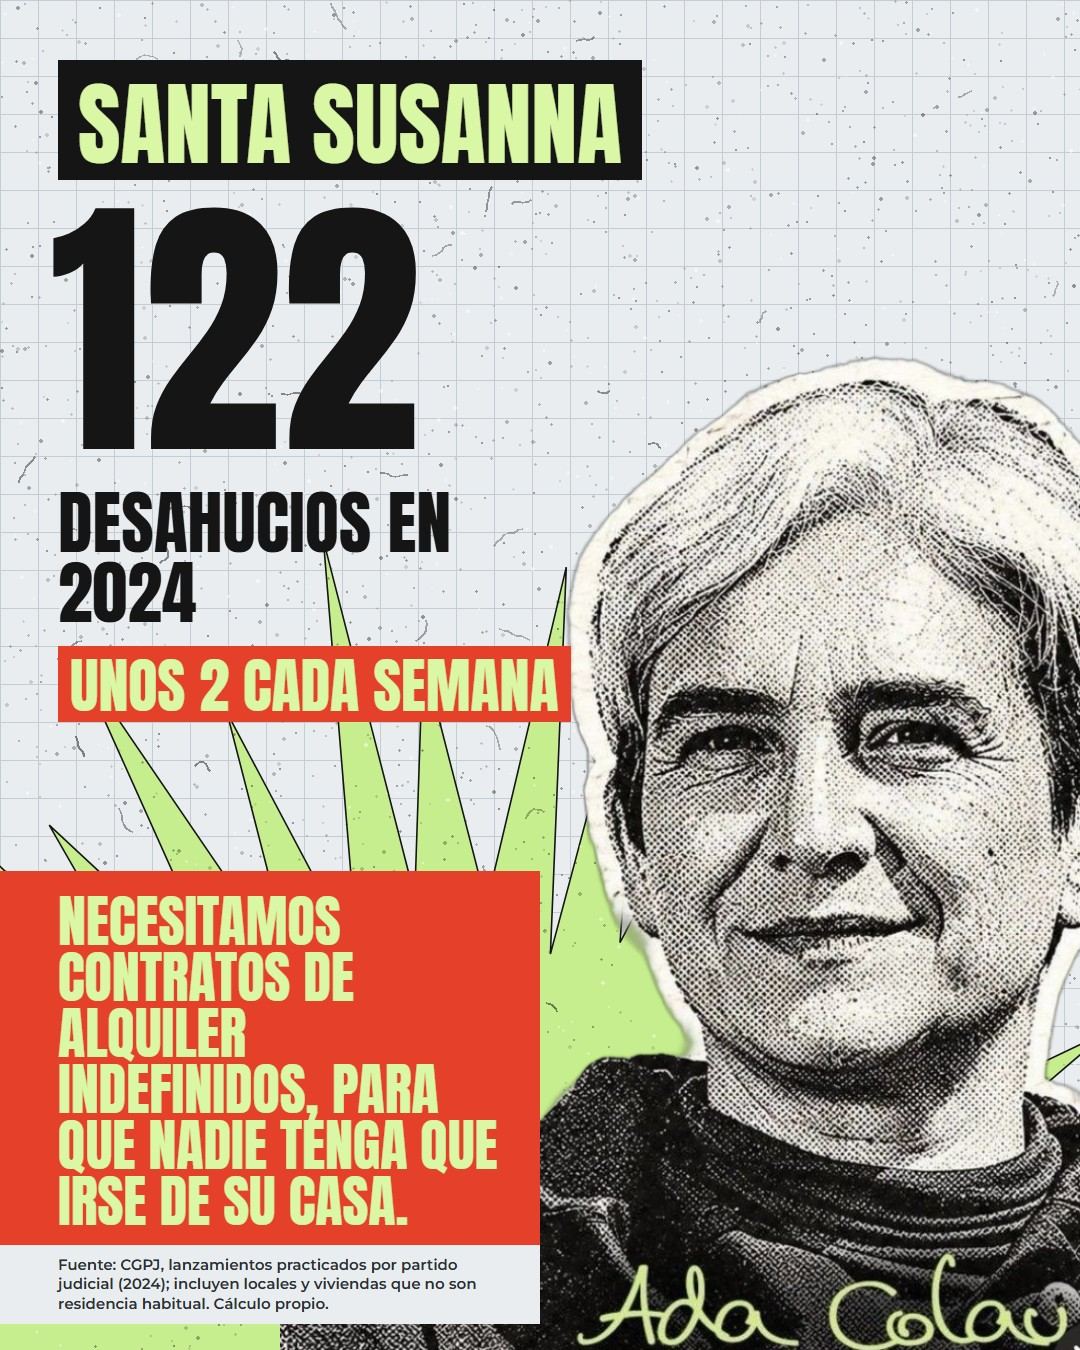 SANTA SUSANNA
122
DESAHUCIOS EN
2024
UNOS 2 CADA SEMANA
NECESITAMOS
CONTRATOS DE
ALQUILER
INDEFINIDOS, PARA
QUE NADIE TENGA QUE
IRSE DE SU CASA.
Fuente: CGPJ, lanzamientos practicados por partido
judicial (2024); incluyen locales y viviendas que no son
residencia habitual. Cálculo propio.
Ada Colau